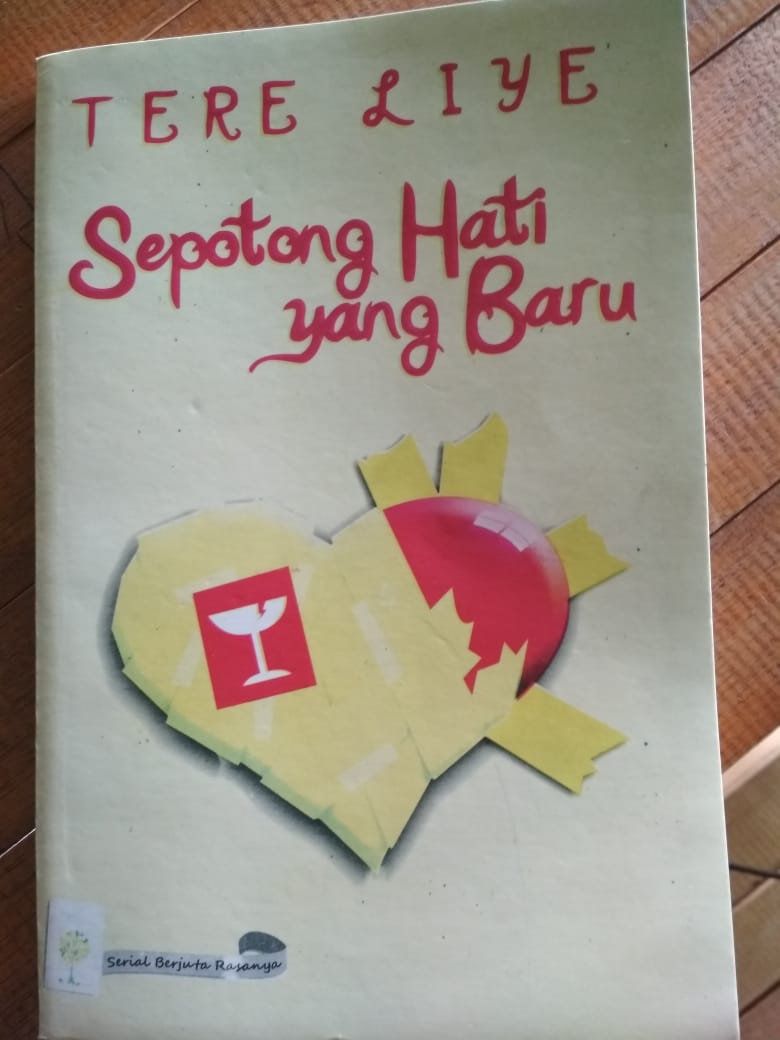 TERE LIYE
Sepotong Hati
yang Baru
Serial Berjuta Rasanya